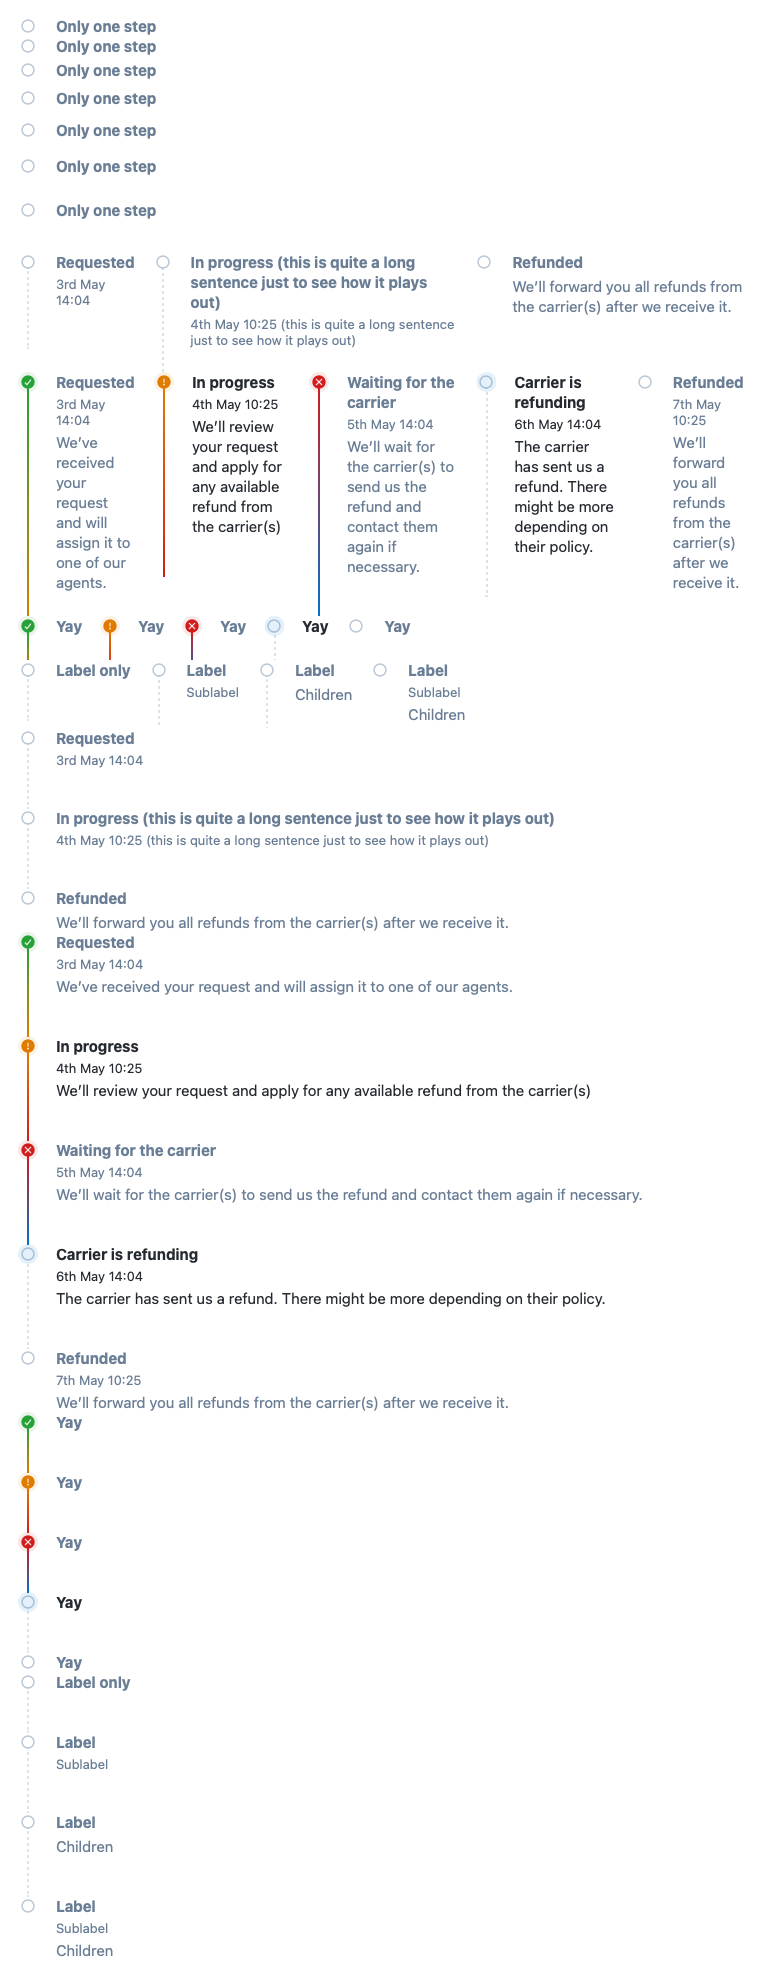 Only one step
Only one step
Only one step
Only one step
Only one step
Only one step
Only one step
Requested
3rd May
14:04
In progress (this is quite a long
sentence just to see how it plays
out)
4th May 10:25 (this is quite a long sentence
just to see how it plays out)
Refunded
We'll forward you all refunds from
the carrier(s) after we receive it.
Requested
3rd May
14:04
We've
received
your
request
and will
assign it to
one of our
agents.
In progress
4th May 10:25
We'll review
your request
and apply for
any available
refund from
the carrier(s)
Waiting for the
carrier
5th May 14:04
We'll wait for
the carrier(s) to
send us the
refund and
contact them
again if
necessary.
Carrier is
refunding
6th May 14:04
The carrier
has sent us a
refund. There
might be more
depending on
their policy.
Refunded
7th May
10:25
We'll
forward
you all
refunds
from the
carrier(s)
after we
receive it.
Yay
Yay
Yay
Yay
Yay
Label only
Label
Sublabel
Label
Children
Label
Sublabel
Children
Requested
3rd May 14:04
In progress (this is quite a long sentence just to see how it plays out)
4th May 10:25 (this is quite a long sentence just to see how it plays out)
Refunded
We'll forward you all refunds from the carrier(s) after we receive it.
Requested
3rd May 14:04
We've received your request and will assign it to one of our agents.
In progress
4th May 10:25
We'll review your request and apply for any available refund from the carrier(s)
Waiting for the carrier
5th May 14:04
We'll wait for the carrier(s) to send us the refund and contact them again if necessary.
Carrier is refunding
6th May 14:04
The carrier has sent us a refund. There might be more depending on their policy.
Refunded
7th May 10:25
We'll forward you all refunds from the carrier(s) after we receive it.
Yay
Yay
Yay
Yay
Yay
Label only
Label
Sublabel
Label
Children
Label
Sublabel
Children